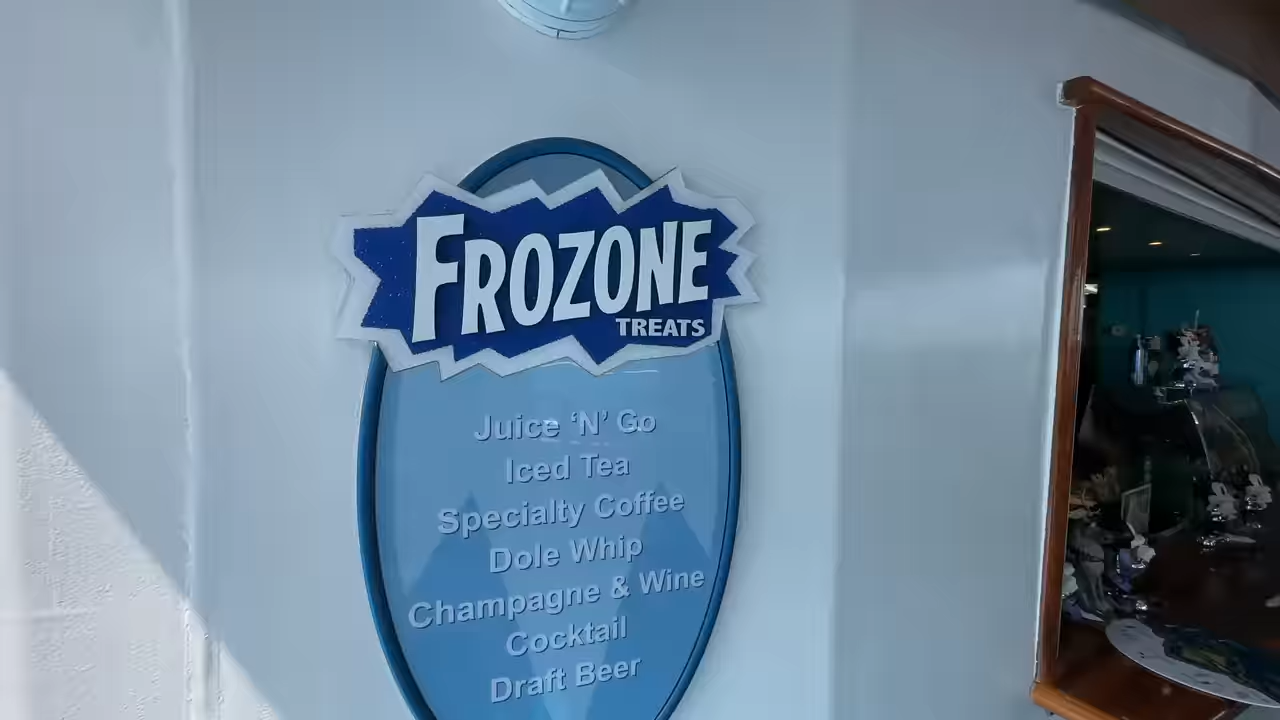 FROZONE
TREATS
Juice ‘N’ Go
Iced Tea
Specialty Coffee
Dole Whip
Champagne & Wine
Cocktail
Draft Beer